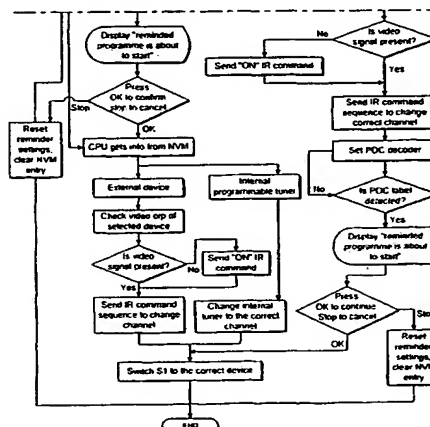 Display "reminded
programme is about
to start"
Press
OK to confirm
stop to cancel
Stop
OK
Reset
reminder
settings,
clear NVM
entry
CPU gets info from NVM
External device
Internal
programmable tuner
Check video o/p of
selected device
Is video
signal present?
No
Send "ON" IR
command
Yes
Send IR command
sequence to change
channel
Change internal
tuner to the correct
channel
Switch S1 to the correct device
Is video
signal present?
No
Send "ON" IR command
Yes
Send IR command
sequence to change
correct channel
Set PDC decoder
Is PDC label
detected?
No
Yes
Display "reminded
programme is about
to start"
Press
OK to continue
Stop to cancel
OK
Reset
reminder
settings,
clear NVM
entry